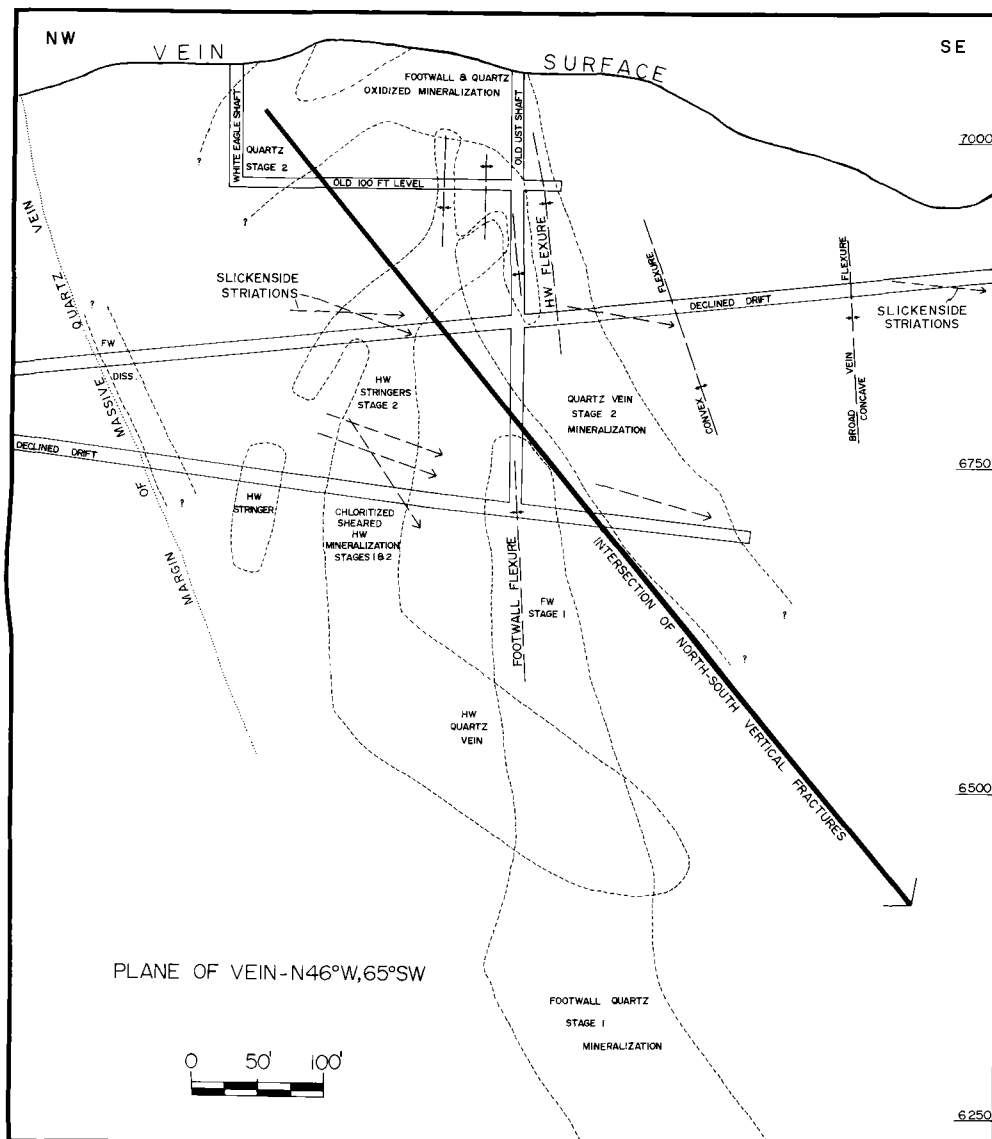 NW
SE
VEIN SURFACE
FOOTWALL & QUARTZ
OXIDIZED MINERALIZATION
WHITE EAGLE SHAFT
OLD UST SHAFT
7000
QUARTZ
STAGE 2
?
OLD 100 FT LEVEL
?
HW FLEXURE
FLEXURE
CONVEX
FLEXURE
VEIN
BROAD CONCAVE
SLICKENSIDE
STRIATIONS
DECLINED DRIFT
SLICKENSIDE
STRIATIONS
?
?
FW
DISS.
MARGIN OF MASSIVE QUARTZ VEIN
HW
STRINGERS
STAGE 2
QUARTZ VEIN
STAGE 2
MINERALIZATION
DECLINED DRIFT
6750
?
HW
STRINGER
CHLORITIZED
SHEARED
HW
MINERALIZATION
STAGES 1 & 2
FOOTWALL FLEXURE
INTERSECTION OF NORTH-SOUTH VERTICAL FRACTURES
FW
STAGE 1
?
?
HW
QUARTZ
VEIN
6500
PLANE OF VEIN-N46°W,65°SW
FOOTWALL QUARTZ
STAGE 1
MINERALIZATION
0 50' 100'
6250